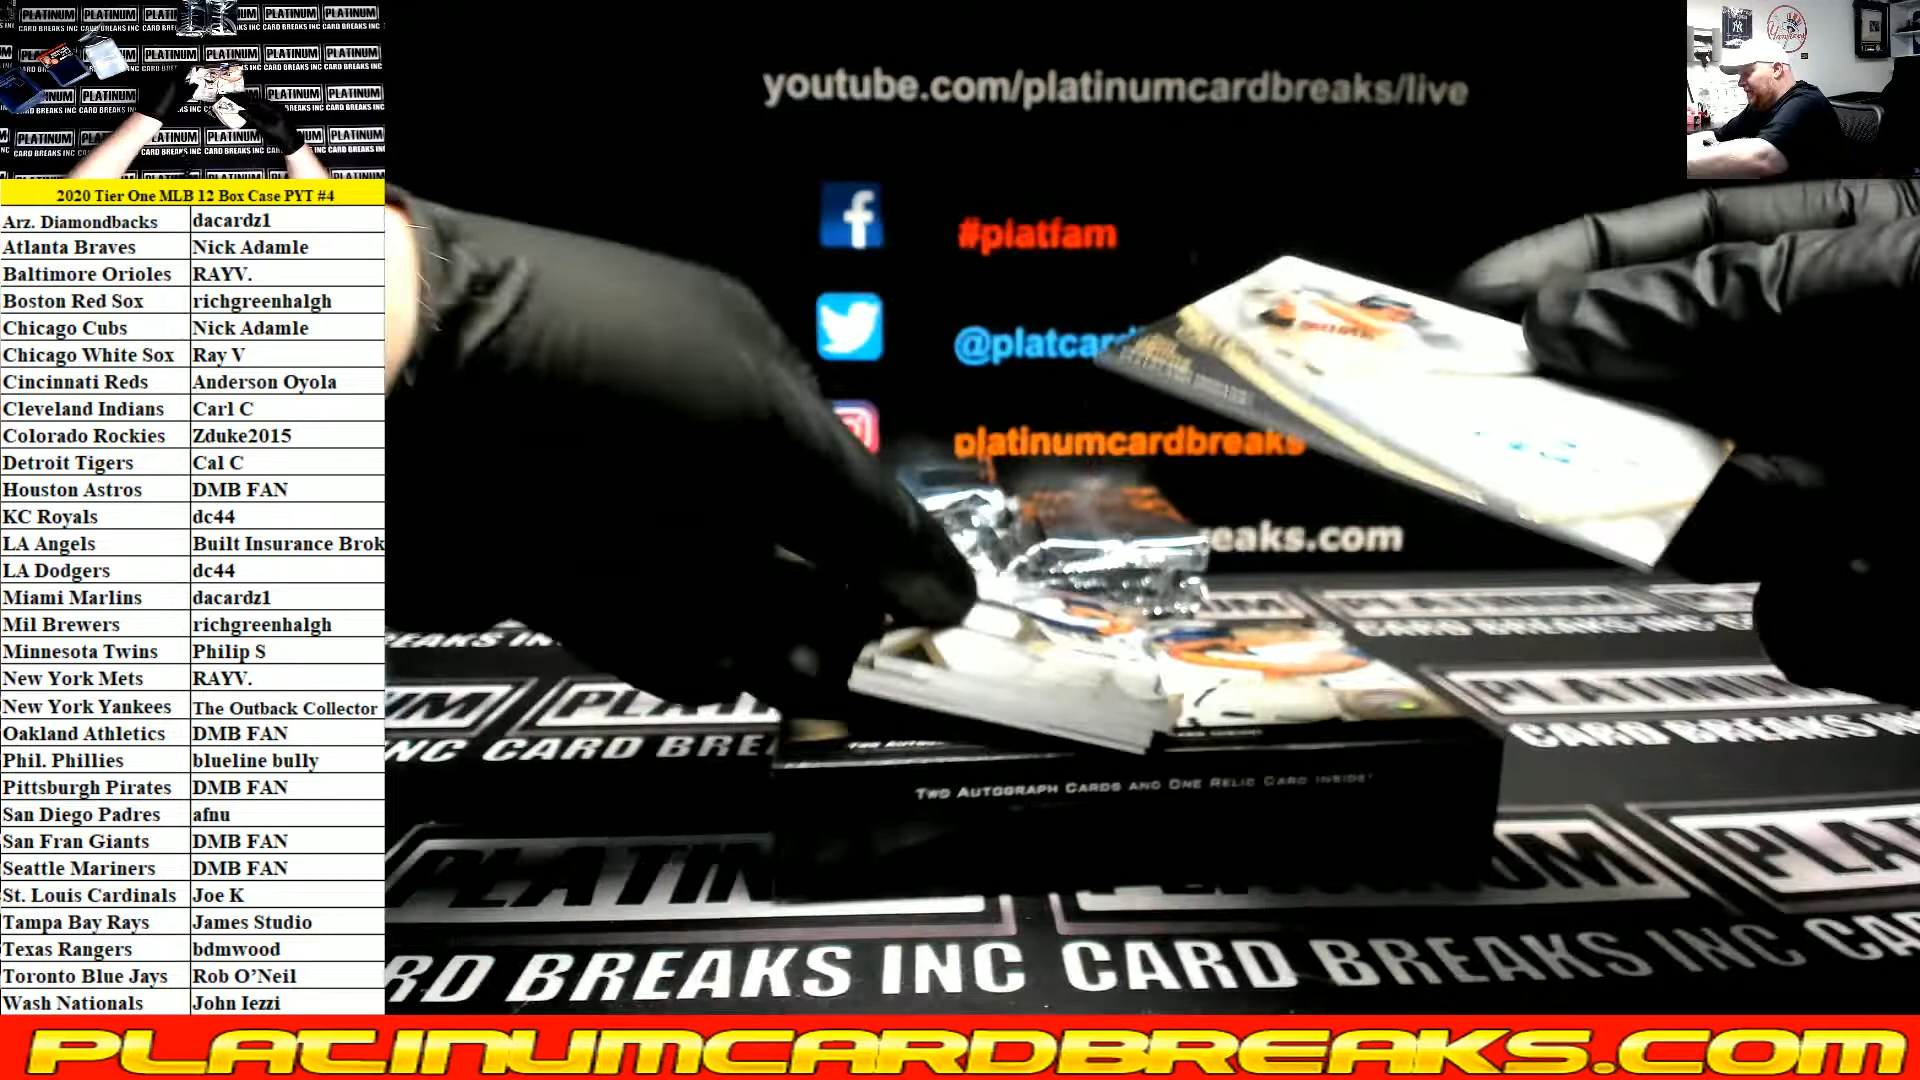 youtube.com/platinumcardbreaks/live
#platfam
@platcar
platinumcardbreaks
eaks.com
2020 Tier One MLB 12 Box Case PYT #4
Arz. Diamondbacks dacardz1
Atlanta Braves Nick Adamle
Baltimore Orioles RAYV.
Boston Red Sox richgreenhalgh
Chicago Cubs Nick Adamle
Chicago White Sox Ray V
Cincinnati Reds Anderson Oyola
Cleveland Indians Carl C
Colorado Rockies Zduke2015
Detroit Tigers Cal C
Houston Astros DMB FAN
KC Royals dc44
LA Angels Built Insurance Brok
LA Dodgers dc44
Miami Marlins dacardz1
Mil Brewers richgreenhalgh
Minnesota Twins Philip S
New York Mets RAYV.
New York Yankees The Outback Collector
Oakland Athletics DMB FAN
Phil. Phillies blueline bully
Pittsburgh Pirates DMB FAN
San Diego Padres afnu
San Fran Giants DMB FAN
Seattle Mariners DMB FAN
St. Louis Cardinals Joe K
Tampa Bay Rays James Studio
Texas Rangers bdmwood
Toronto Blue Jays Rob O’Neil
Wash Nationals John Iezzi
TWO AUTOGRAPH CARDS AND ONE RELIC CARD INSIDE!
RD BREAKS INC CARD BREAKS INC CA
PLATINUMCARDBREAKS.COM